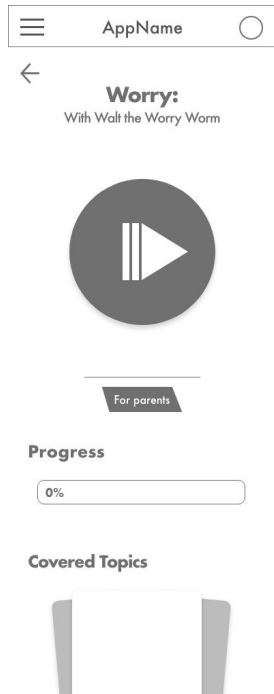 AppName
Worry:
With Walt the Worry Worm
For parents
Progress
0%
Covered Topics